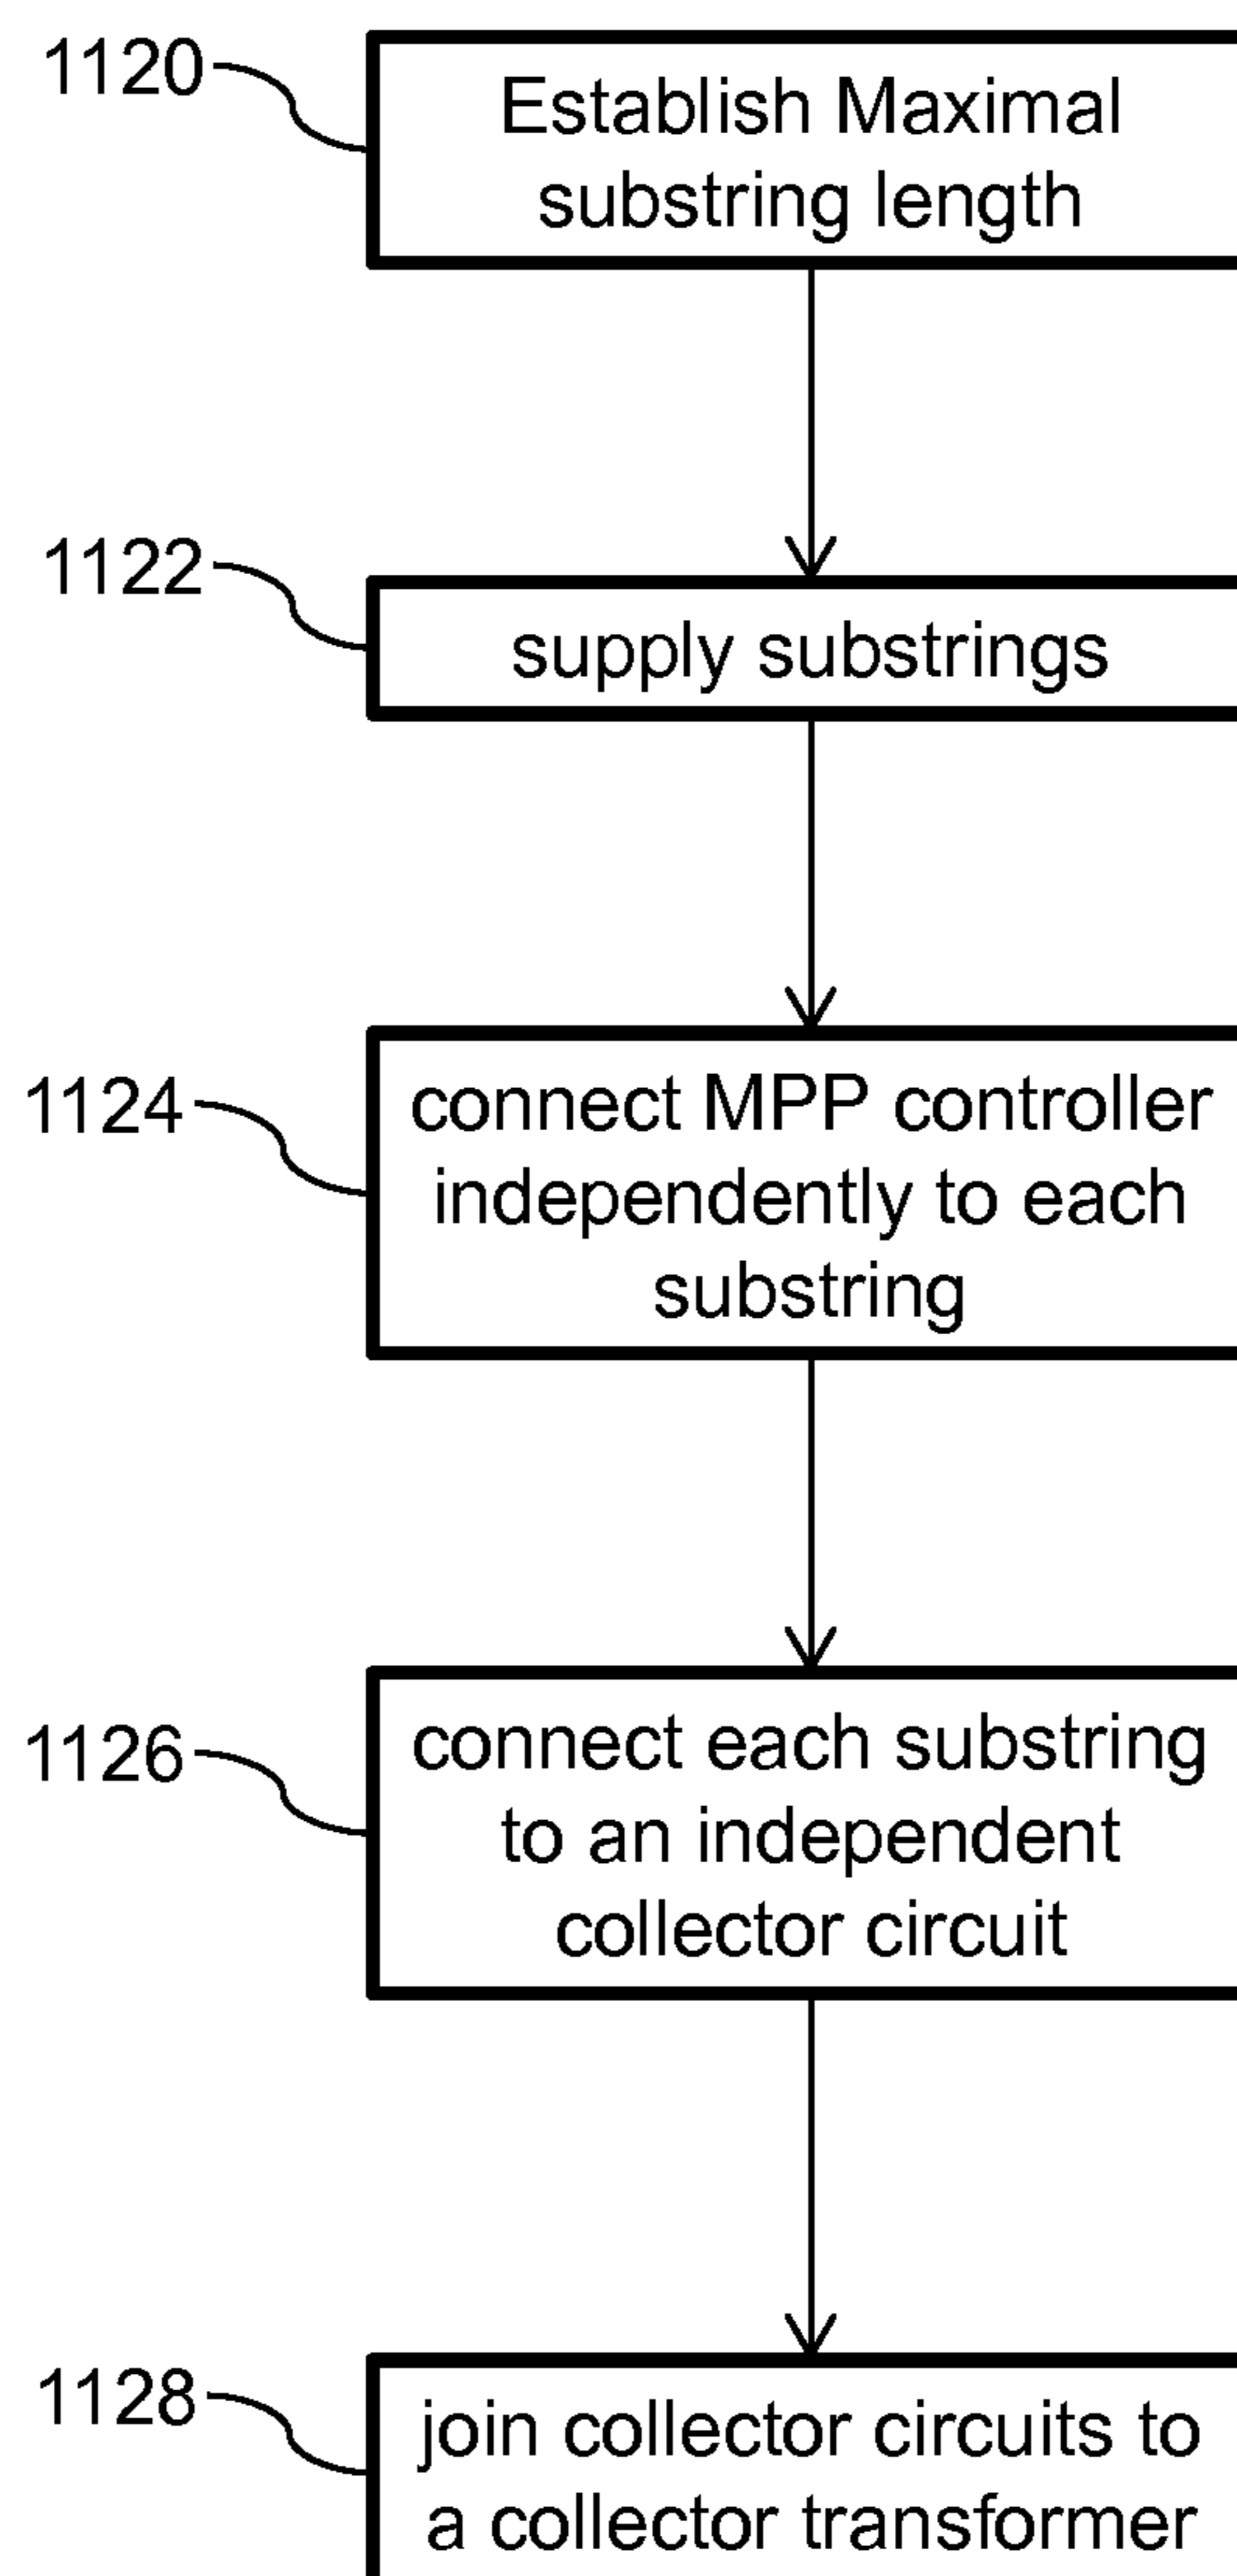 1120
Establish Maximal
substring length
1122
supply substrings
1124
connect MPP controller
independently to each
substring
1126
connect each substring
to an independent
collector circuit
1128
join collector circuits to
a collector transformer